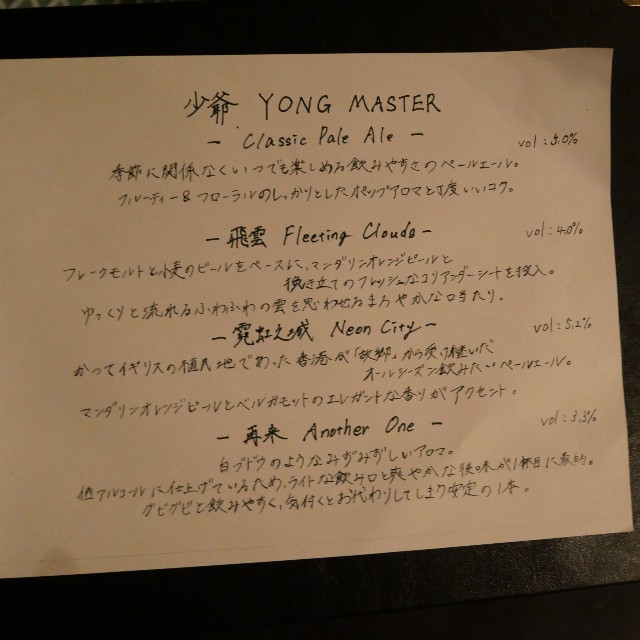 少爺 YONG MASTER
- Classic Pale Ale -
vol : 5.0%
季節に関係なくいつでも楽しめる飲みやすさのペールエール。
フルーティー&フローラルのしっかりとしたホップアロマと丁度いいコク。
- 飛雲 Fleeting Clouds -
vol : 4.0%
フレークモルトと小麦のビールをベースに、マンダリンオレンジピールと
挽き立てのフレッシュなコリアンダーシードを投入。
ゆっくりと流れるふわふわの雲を思わせるまろやかな口当たり。
- 霓虹之城 Neon City -
vol : 5.2%
かつてイギリスの植民地であった香港が「故郷」から受け継いだ
オールシーズン飲みたいペールエール。
マンダリンオレンジピールとベルガモットのエレガントな香りがアクセント。
- 再来 Another One -
vol : 3.3%
白ブドウのようなみずみずしいアロマ。
低アルコールに仕上げているため、ライトな飲み口と爽やかな後味が1杯目に最的。
グビグビと飲みやすく、気付くとお代わりしてしまう安定の1本。